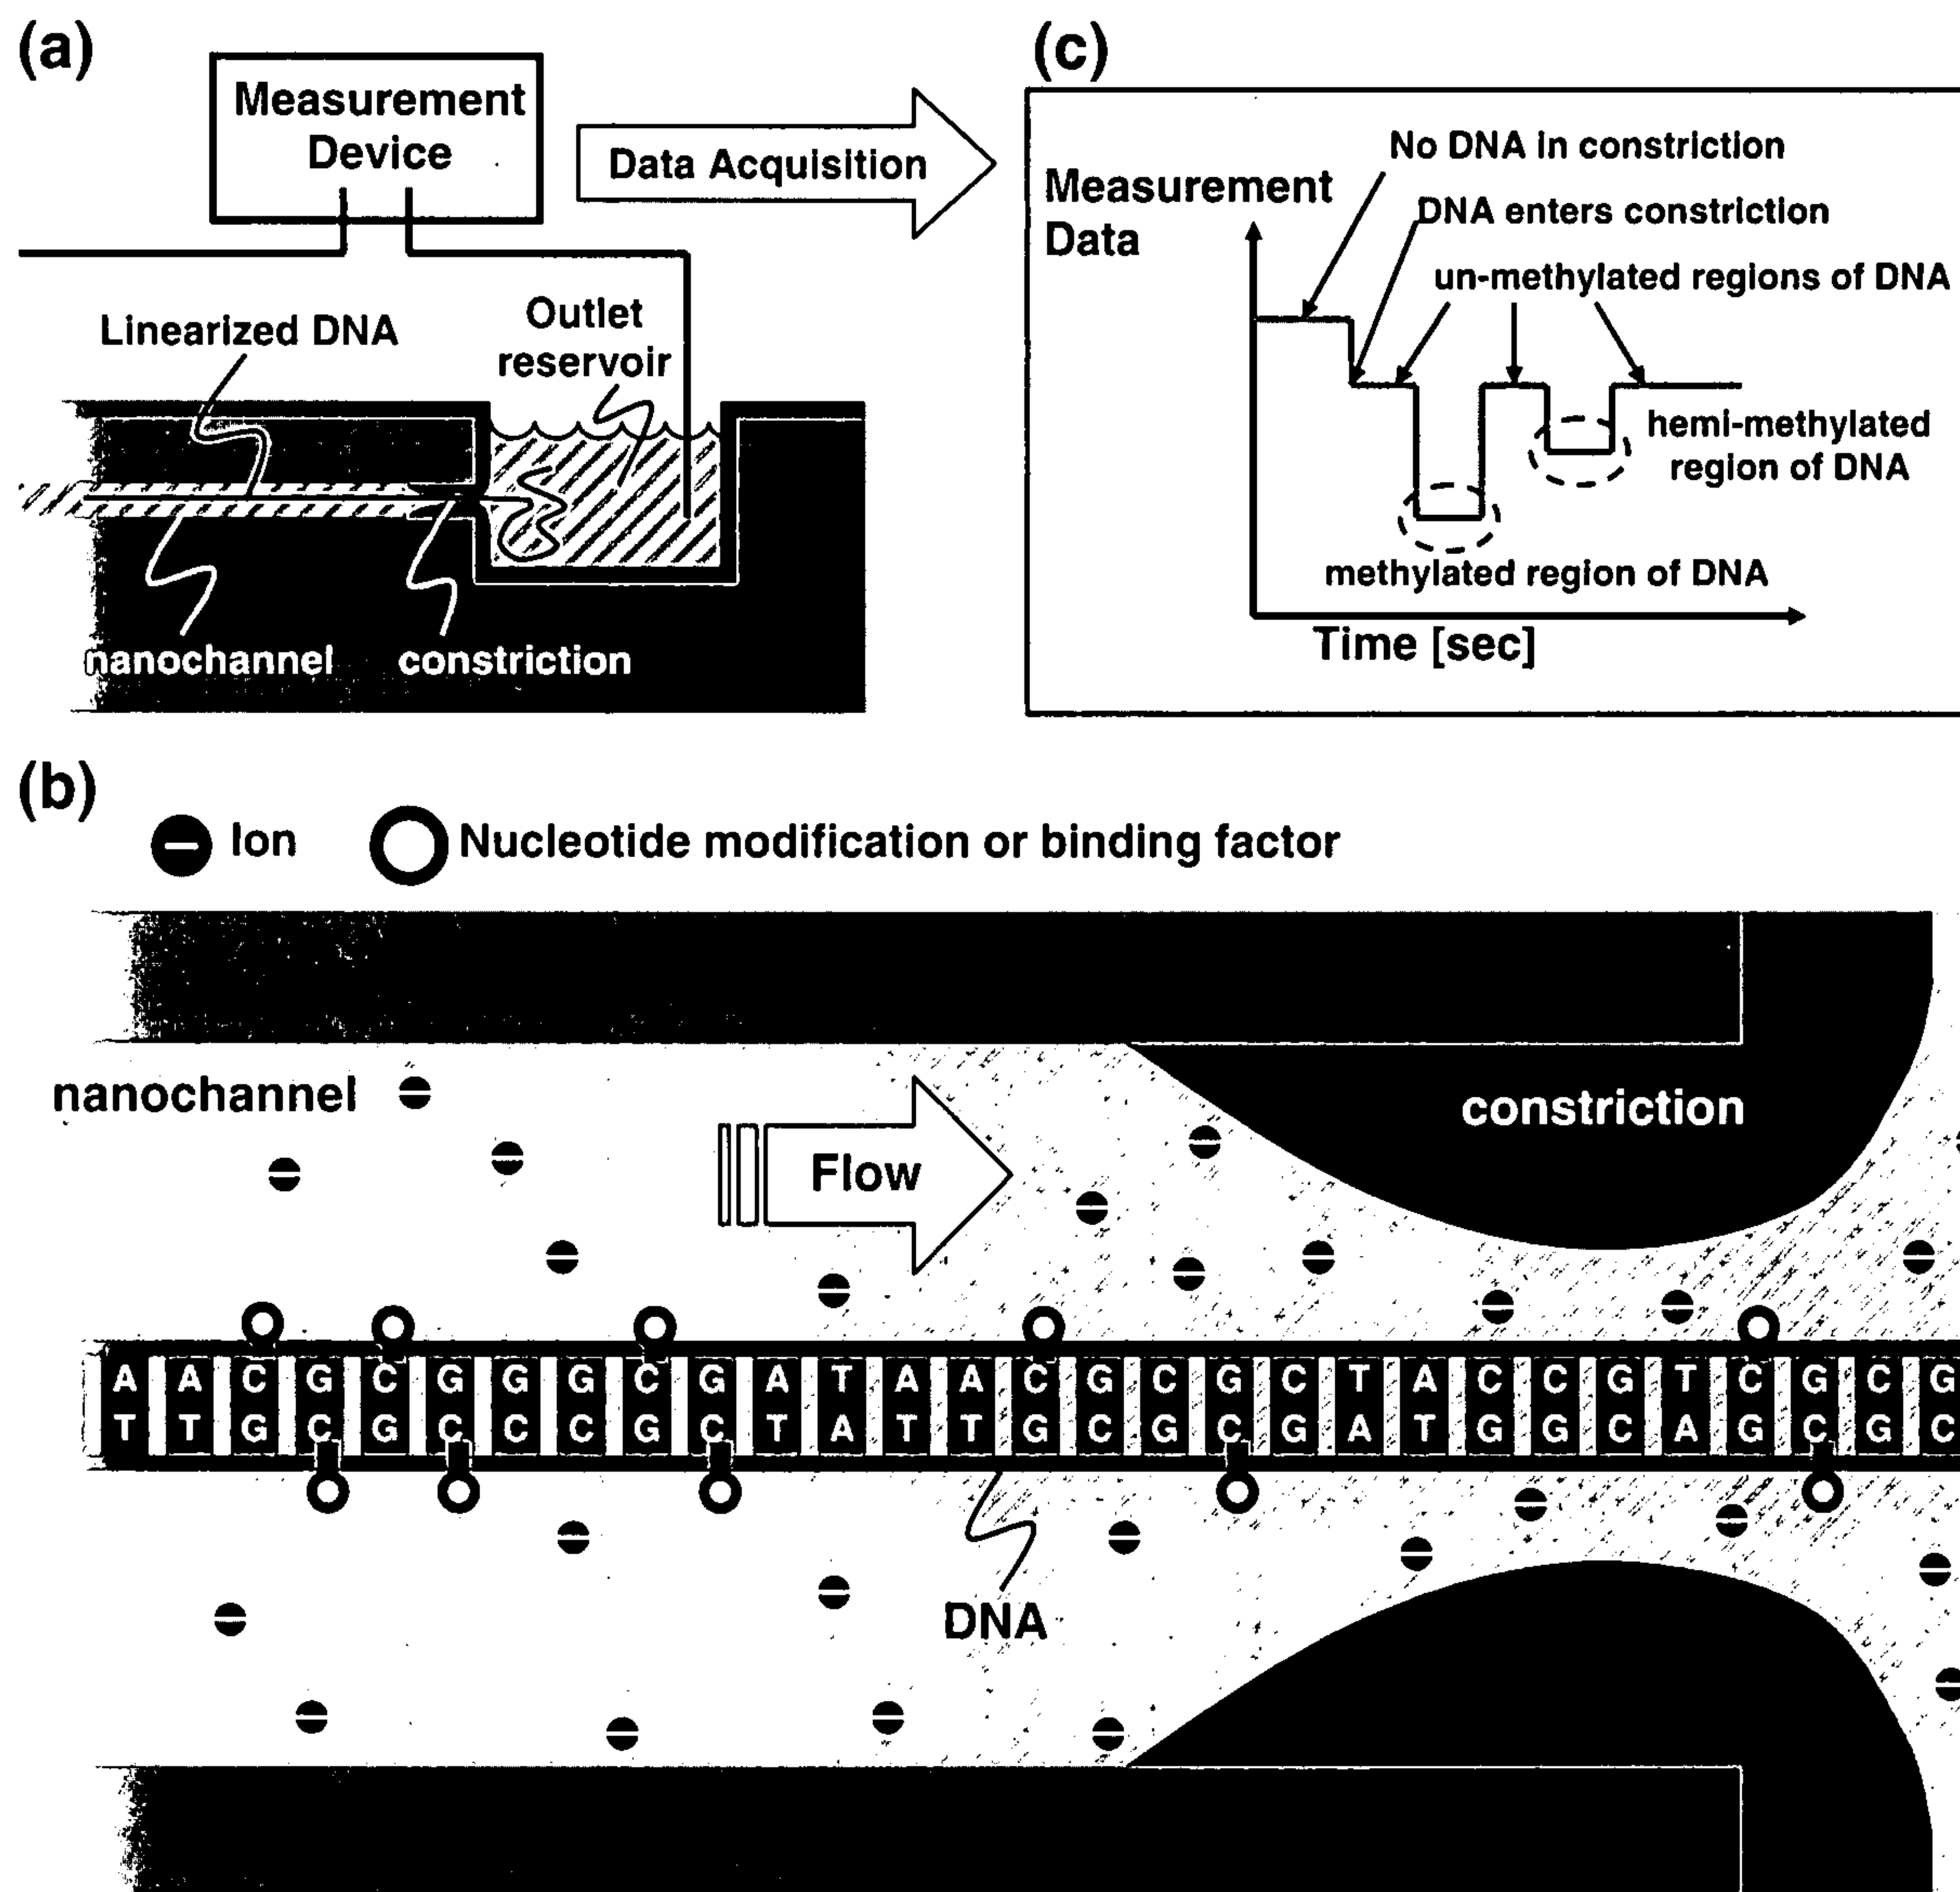 (a)
Measurement
Device
Data Acquisition
Linearized DNA
Outlet
reservoir
nanochannel
constriction
(c)
Measurement
Data
No DNA in constriction
DNA enters constriction
un-methylated regions of DNA
hemi-methylated
region of DNA
methylated region of DNA
Time [sec]
(b)
Ion
Nucleotide modification or binding factor
nanochannel
Flow
constriction
A A C G C G G G C G A T A A C G C G C T A C C G T C G C G
T T G C G C C C G C T A T T G C G C G A T G G C A G C G C
DNA